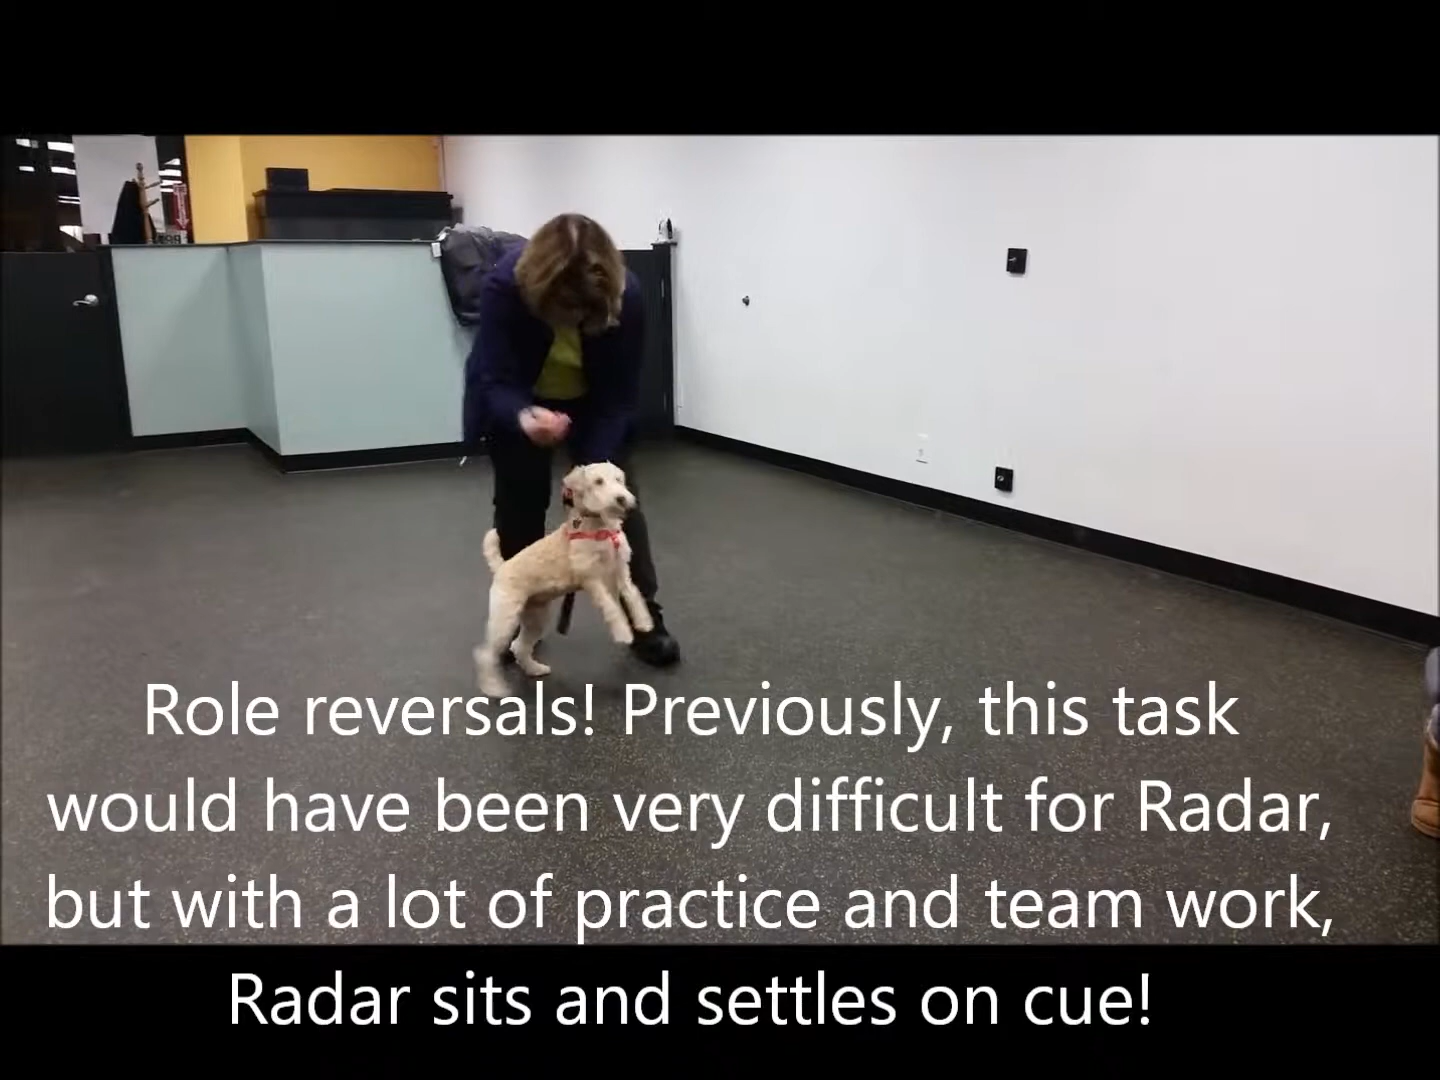 Role reversals! Previously, this task
would have been very difficult for Radar,
but with a lot of practice and team work,
Radar sits and settles on cue!